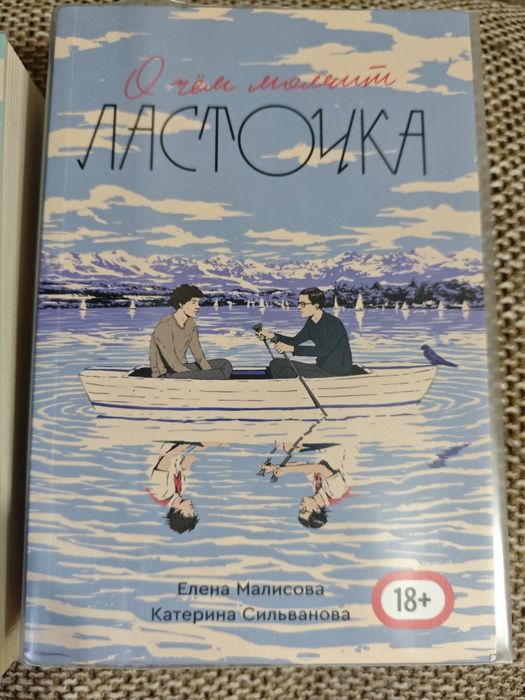 О чём молчит
ЛАСТОЧКА
Елена Малисова
Катерина Сильванова
18+